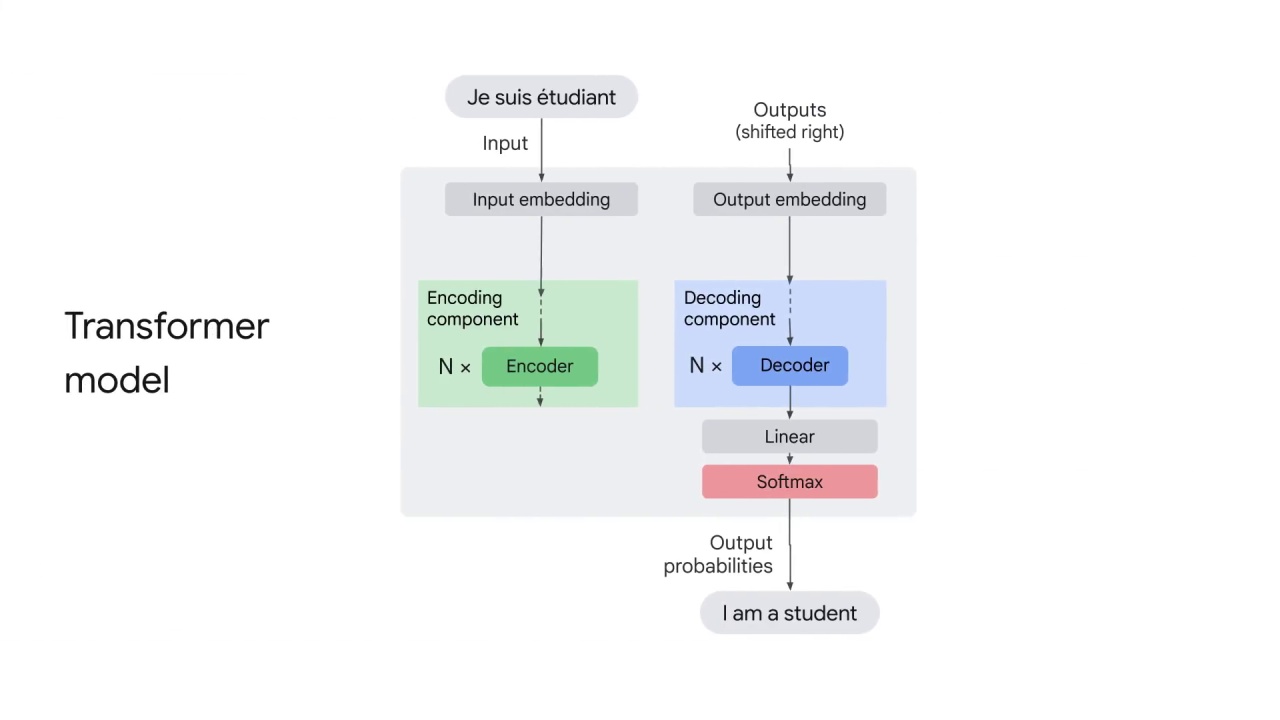 Transformer
model
Je suis étudiant
Input
Input embedding
Encoding
component
N × Encoder
Outputs
(shifted right)
Output embedding
Decoding
component
N × Decoder
Linear
Softmax
Output
probabilities
I am a student